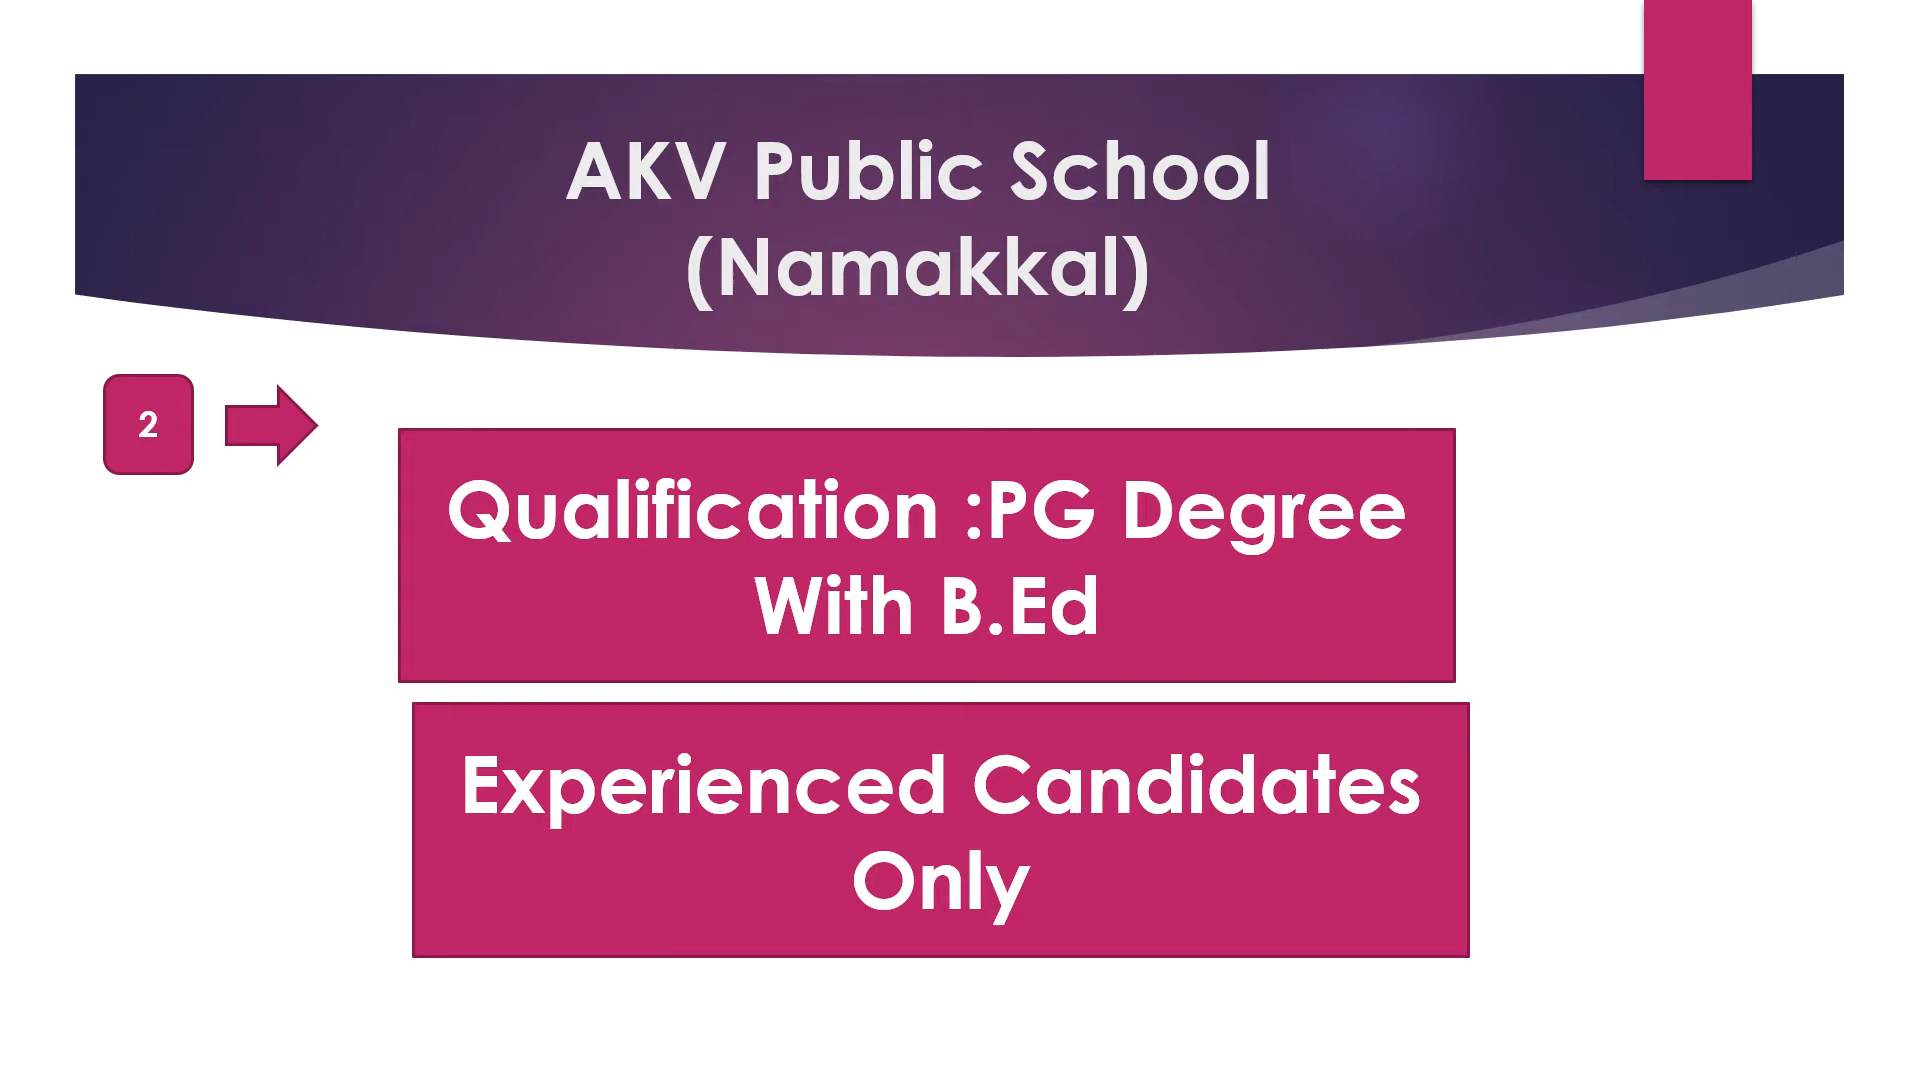 AKV Public School
(Namakkal)
2
Qualification :PG Degree
With B.Ed
Experienced Candidates
Only